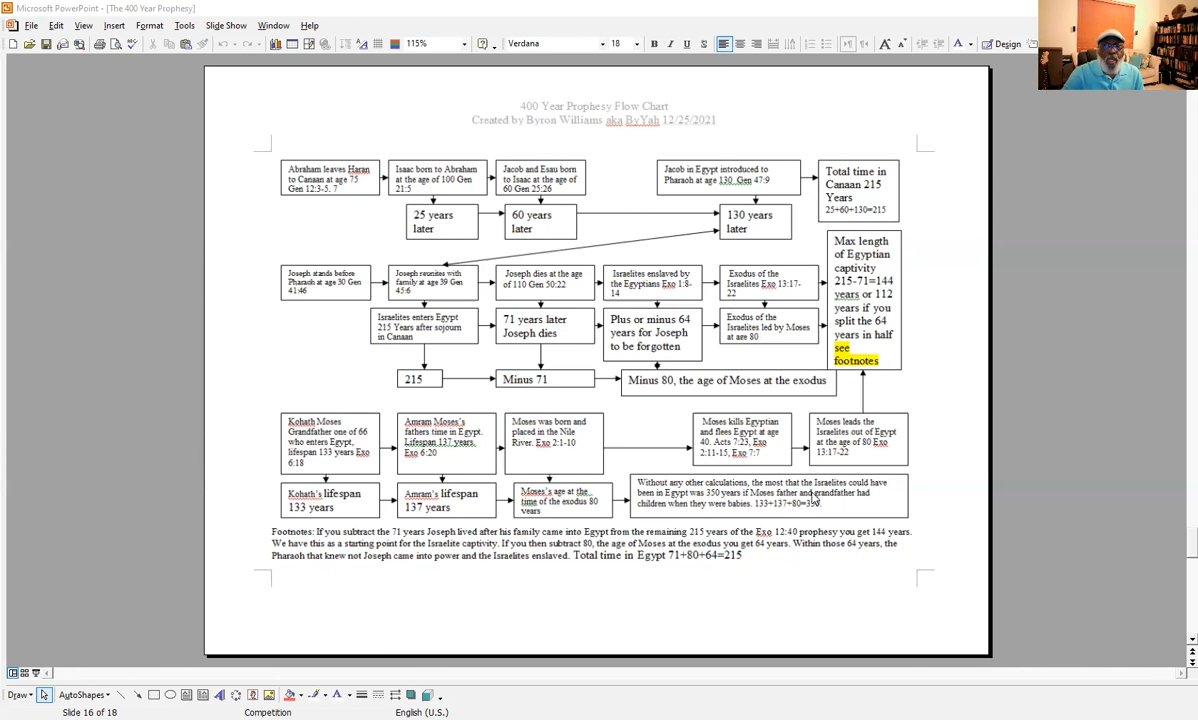 Microsoft PowerPoint - [The 400 Year Prophesy]
File Edit View Insert Format Tools Slide Show Window Help
115% Verdana 18 B I U S A A A Design
400 Year Prophesy Flow Chart
Created by Byron Williams aka ByYah 12/25/2021
Abraham leaves Haran
to Canaan at age 75
Gen 12:3-5. 7
Isaac born to Abraham
at the age of 100 Gen
21:5
Jacob and Esau born
to Isaac at the age of
60 Gen 25:26
Jacob in Egypt introduced to
Pharaoh at age 130 Gen 47:9
Total time in
Canaan 215
Years
25+60+130=215
25 years
later
60 years
later
130 years
later
Max length
of Egyptian
captivity
215-71=144
years or 112
years if you
split the 64
years in half
see
footnotes
Joseph stands before
Pharaoh at age 30 Gen
41:46
Joseph reunites with
family at age 39 Gen
45:6
Joseph dies at the age
of 110 Gen 50:22
Israelites enslaved by
the Egyptians Exo 1:8-
14
Exodus of the
Israelites Exo 13:17-
22
Israelites enters Egypt
215 Years after sojourn
in Canaan
71 years later
Joseph dies
Plus or minus 64
years for Joseph
to be forgotten
Exodus of the
Israelites led by Moses
at age 80
215
Minus 71
Minus 80, the age of Moses at the exodus
Kohath Moses
Grandfather one of 66
who enters Egypt,
lifespan 133 years Exo
6:18
Amram Moses's
fathers time in Egypt.
Lifespan 137 years,
Exo 6:20
Moses was born and
placed in the Nile
River. Exo 2:1-10
Moses kills Egyptian
and flees Egypt at age
40. Acts 7:23, Exo
2:11-15, Exo 7:7
Moses leads the
Israelites out of Egypt
at the age of 80 Exo
13:17-22
Kohath's lifespan
133 years
Amram's lifespan
137 years
Moses's age at the
time of the exodus 80
years
Without any other calculations, the most that the Israelites could have
been in Egypt was 350 years if Moses father and grandfather had
children when they were babies. 133+137+80=350.
Footnotes: If you subtract the 71 years Joseph lived after his family came into Egypt from the remaining 215 years of the Exo 12:40 prophesy you get 144 years.
We have this as a starting point for the Israelite captivity. If you then subtract 80, the age of Moses at the exodus you get 64 years. Within those 64 years, the
Pharaoh that knew not Joseph came into power and the Israelites enslaved. Total time in Egypt 71+80+64=215
Draw AutoShapes A
Slide 16 of 18 Competition English (U.S.)